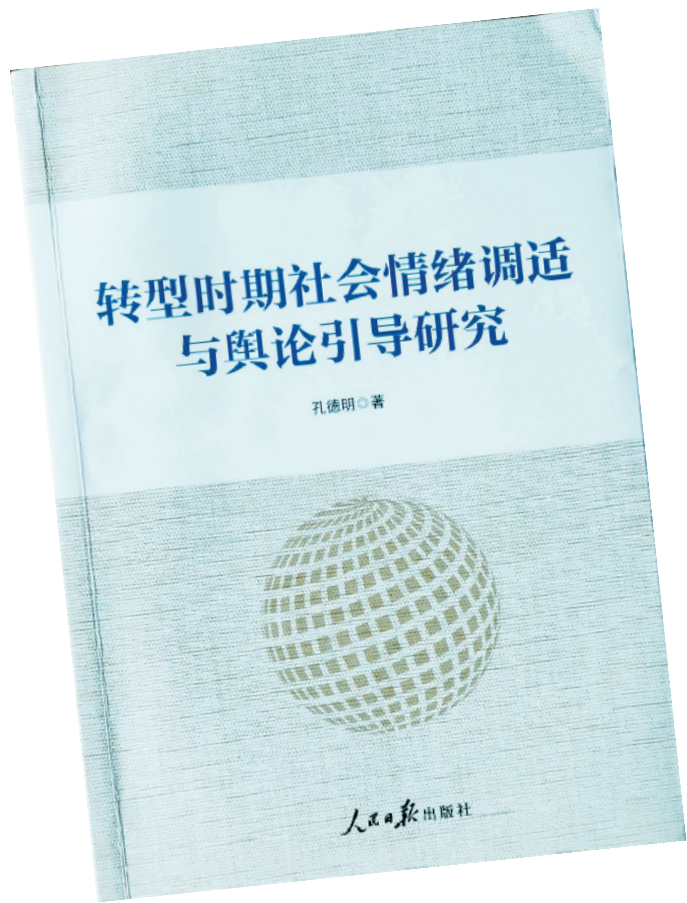 转型时期社会情绪调适
与舆论引导研究
孔德明◎著
人民日报出版社